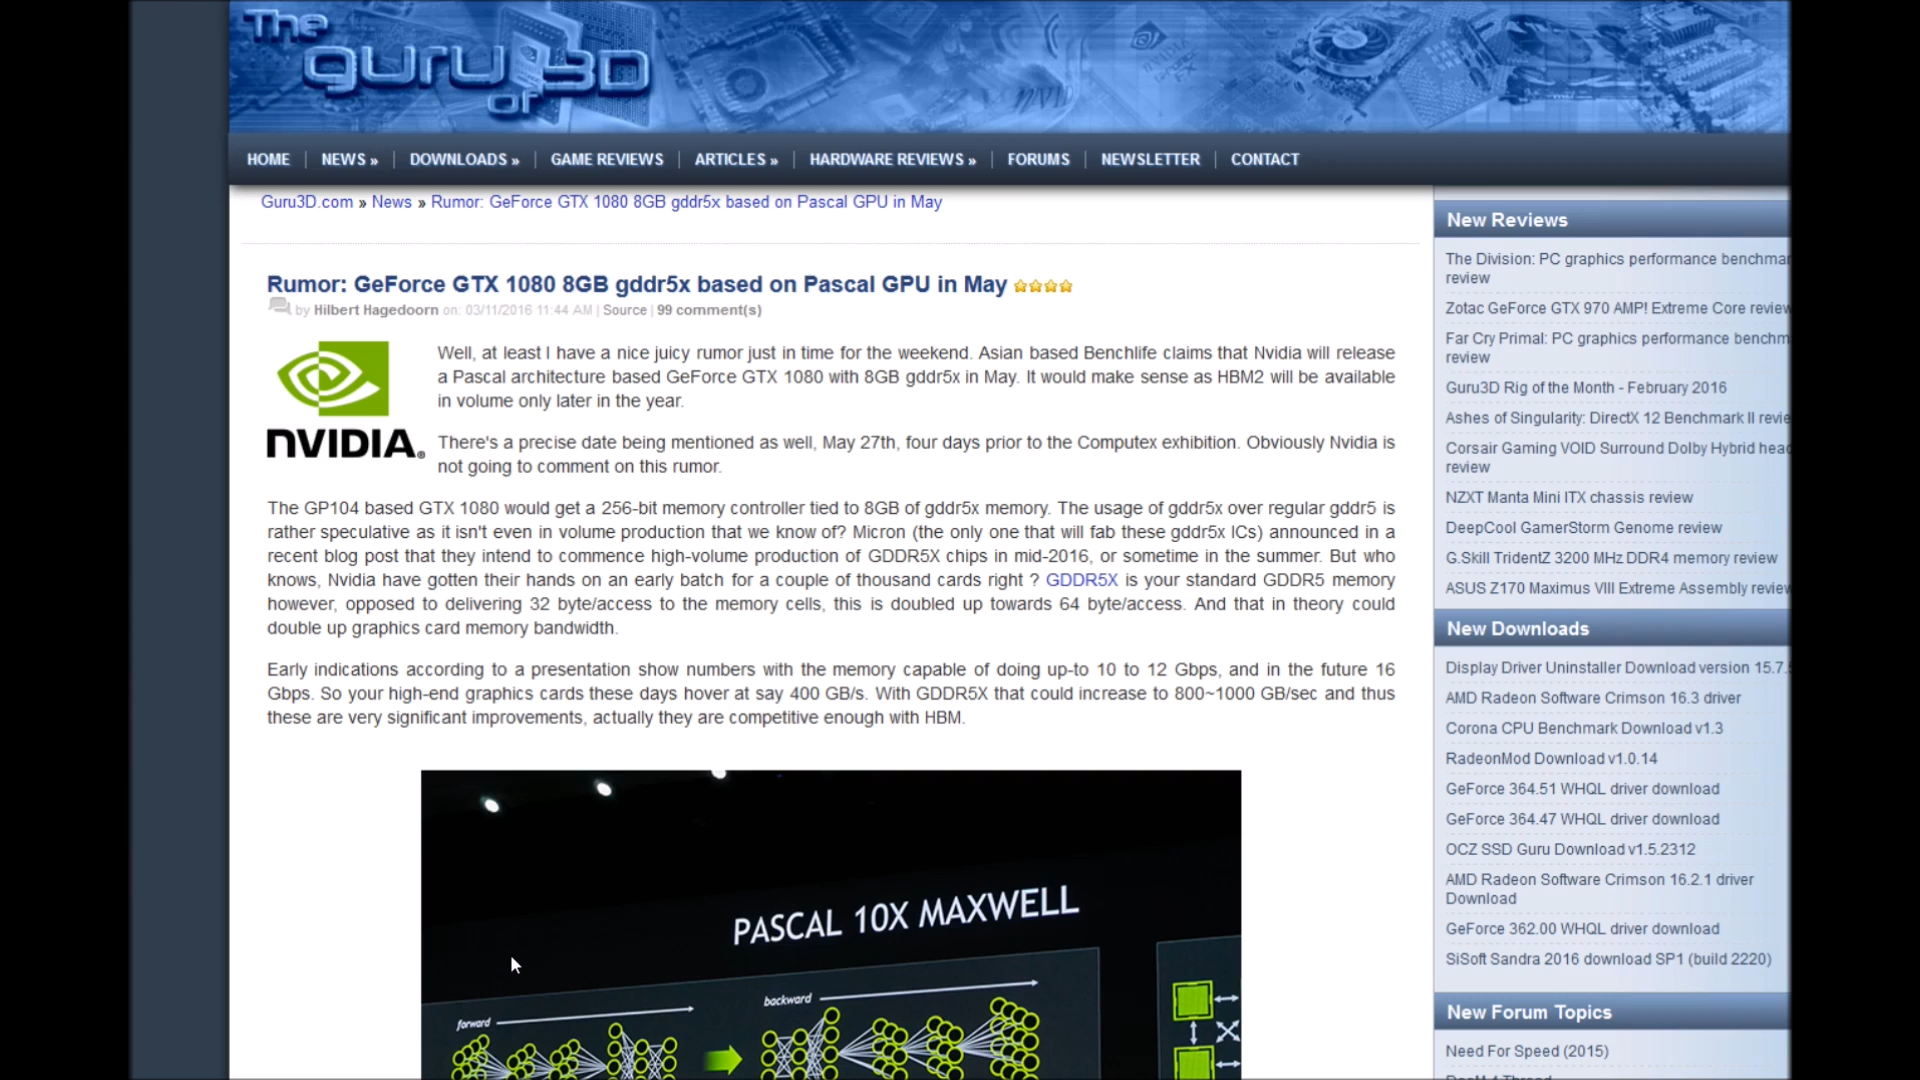 The
guru
of 3D
HOME | NEWS » | DOWNLOADS » | GAME REVIEWS | ARTICLES » | HARDWARE REVIEWS » | FORUMS | NEWSLETTER | CONTACT
Guru3D.com » News » Rumor: GeForce GTX 1080 8GB gddr5x based on Pascal GPU in May
Rumor: GeForce GTX 1080 8GB gddr5x based on Pascal GPU in May
by Hilbert Hagedoorn on: 03/11/2016 11:44 AM | Source | 99 comment(s)
nVIDIA.®
Well, at least I have a nice juicy rumor just in time for the weekend. Asian based Benchlife claims that Nvidia will release
a Pascal architecture based GeForce GTX 1080 with 8GB gddr5x in May. It would make sense as HBM2 will be available
in volume only later in the year.
There's a precise date being mentioned as well, May 27th, four days prior to the Computex exhibition. Obviously Nvidia is
not going to comment on this rumor.
The GP104 based GTX 1080 would get a 256-bit memory controller tied to 8GB of gddr5x memory. The usage of gddr5x over regular gddr5 is
rather speculative as it isn't even in volume production that we know of? Micron (the only one that will fab these gddr5x ICs) announced in a
recent blog post that they intend to commence high-volume production of GDDR5X chips in mid-2016, or sometime in the summer. But who
knows, Nvidia have gotten their hands on an early batch for a couple of thousand cards right ? GDDR5X is your standard GDDR5 memory
however, opposed to delivering 32 byte/access to the memory cells, this is doubled up towards 64 byte/access. And that in theory could
double up graphics card memory bandwidth.
Early indications according to a presentation show numbers with the memory capable of doing up-to 10 to 12 Gbps, and in the future 16
Gbps. So your high-end graphics cards these days hover at say 400 GB/s. With GDDR5X that could increase to 800~1000 GB/sec and thus
these are very significant improvements, actually they are competitive enough with HBM.
PASCAL 10X MAXWELL
forward
backward
New Reviews
The Division: PC graphics performance benchmar
review
Zotac GeForce GTX 970 AMP! Extreme Core review
Far Cry Primal: PC graphics performance benchm
review
Guru3D Rig of the Month - February 2016
Ashes of Singularity: DirectX 12 Benchmark II revie
Corsair Gaming VOID Surround Dolby Hybrid head
review
NZXT Manta Mini ITX chassis review
DeepCool GamerStorm Genome review
G.Skill TridentZ 3200 MHz DDR4 memory review
ASUS Z170 Maximus VIII Extreme Assembly review
New Downloads
Display Driver Uninstaller Download version 15.7.
AMD Radeon Software Crimson 16.3 driver
Corona CPU Benchmark Download v1.3
RadeonMod Download v1.0.14
GeForce 364.51 WHQL driver download
GeForce 364.47 WHQL driver download
OCZ SSD Guru Download v1.5.2312
AMD Radeon Software Crimson 16.2.1 driver
Download
GeForce 362.00 WHQL driver download
SiSoft Sandra 2016 download SP1 (build 2220)
New Forum Topics
Need For Speed (2015)